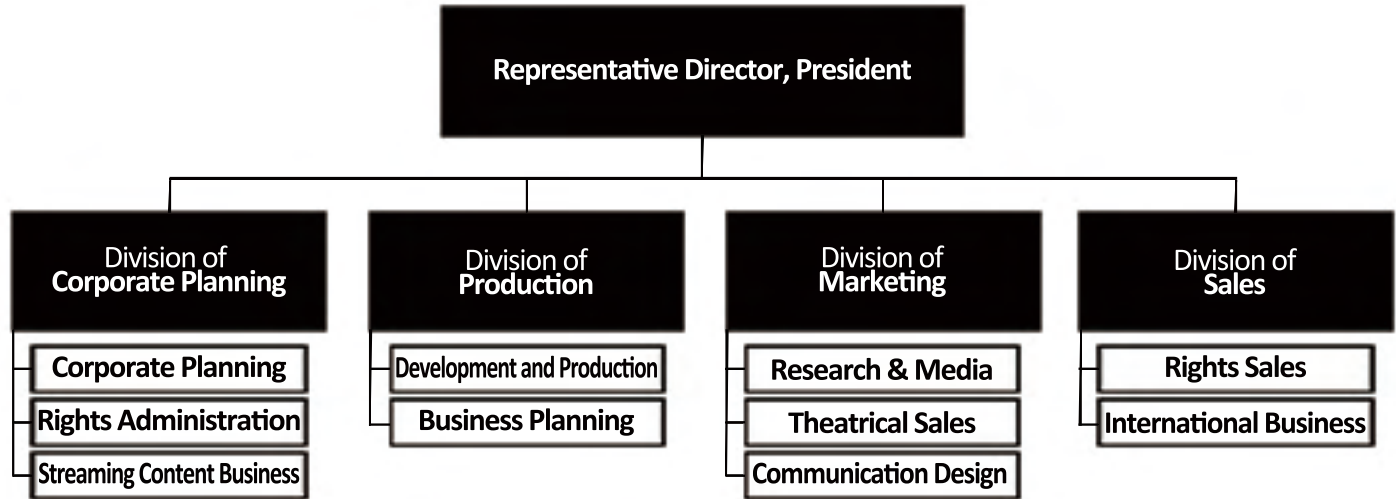 Representative Director, President
Division of
Corporate Planning
Corporate Planning
Rights Administration
Streaming Content Business
Division of
Production
Development and Production
Business Planning
Division of
Marketing
Research & Media
Theatrical Sales
Communication Design
Division of
Sales
Rights Sales
International Business